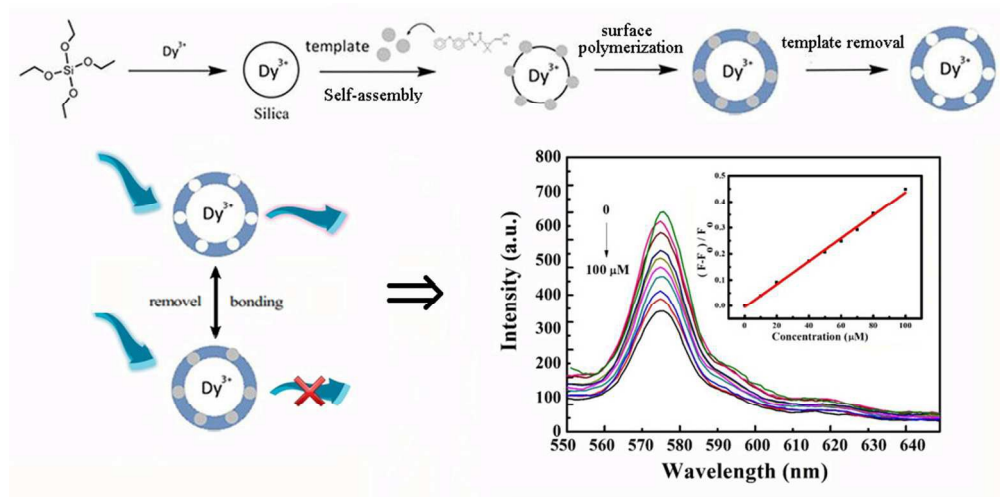 O
O
Si
O
O
Dy³⁺
Dy³⁺
Silica
template
Self-assembly
Dy³⁺
surface
polymerization
Dy³⁺
template removal
Dy³⁺
Dy³⁺
removel
bonding
Dy³⁺
Intensity (a.u.)
800
700
600
500
400
300
200
100
0
550
560
570
580
590
600
610
620
630
640
Wavelength (nm)
0
100 µM
(F-F₀) / F₀
0.5
0.4
0.3
0.2
0.1
0.0
0
20
40
60
80
100
Concentration (µM)